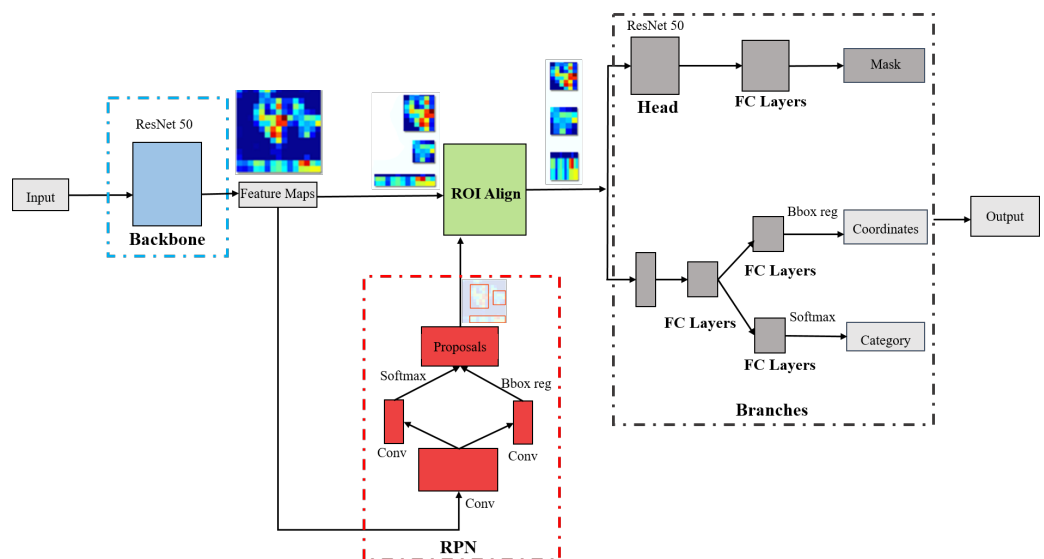 Input
ResNet 50
Backbone
Feature Maps
ROI Align
Proposals
Softmax
Bbox reg
Conv
Conv
Conv
RPN
ResNet 50
Head
FC Layers
Mask
FC Layers
Bbox reg
FC Layers
Coordinates
Softmax
FC Layers
Category
Branches
Output